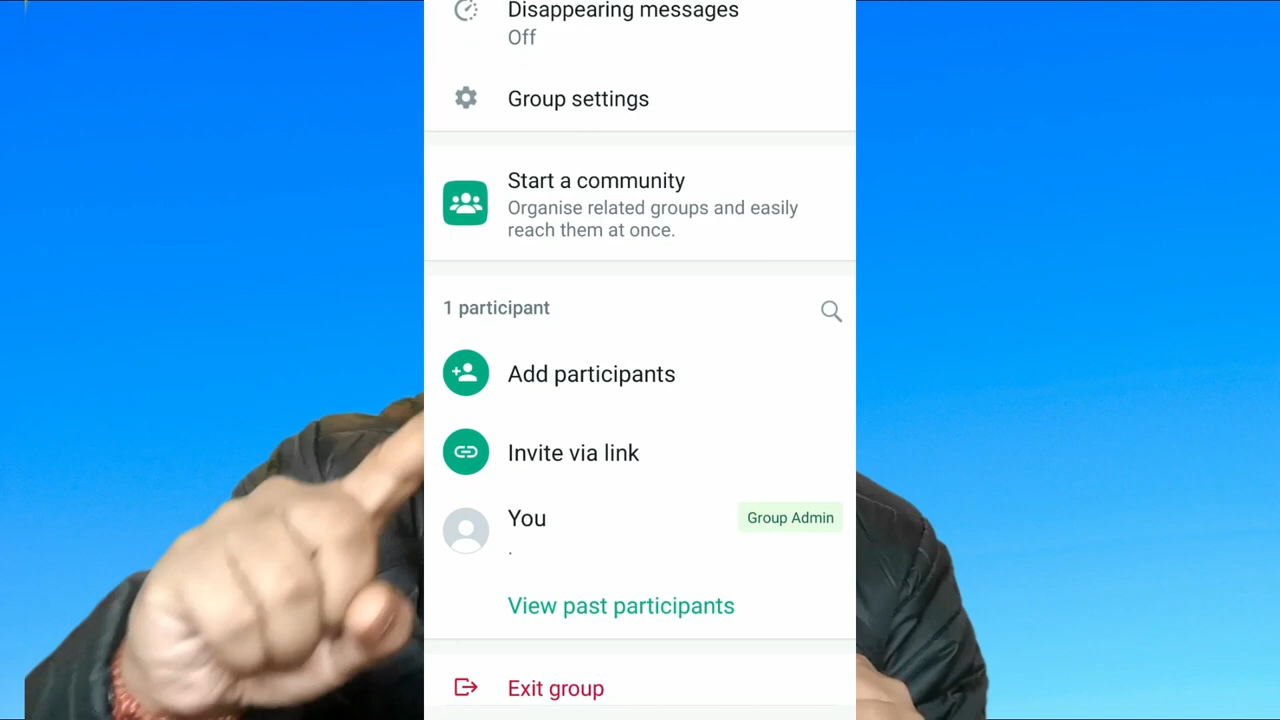 Disappearing messages
Off
Group settings
Start a community
Organise related groups and easily
reach them at once.
1 participant
Add participants
Invite via link
You
Group Admin
.
View past participants
Exit group